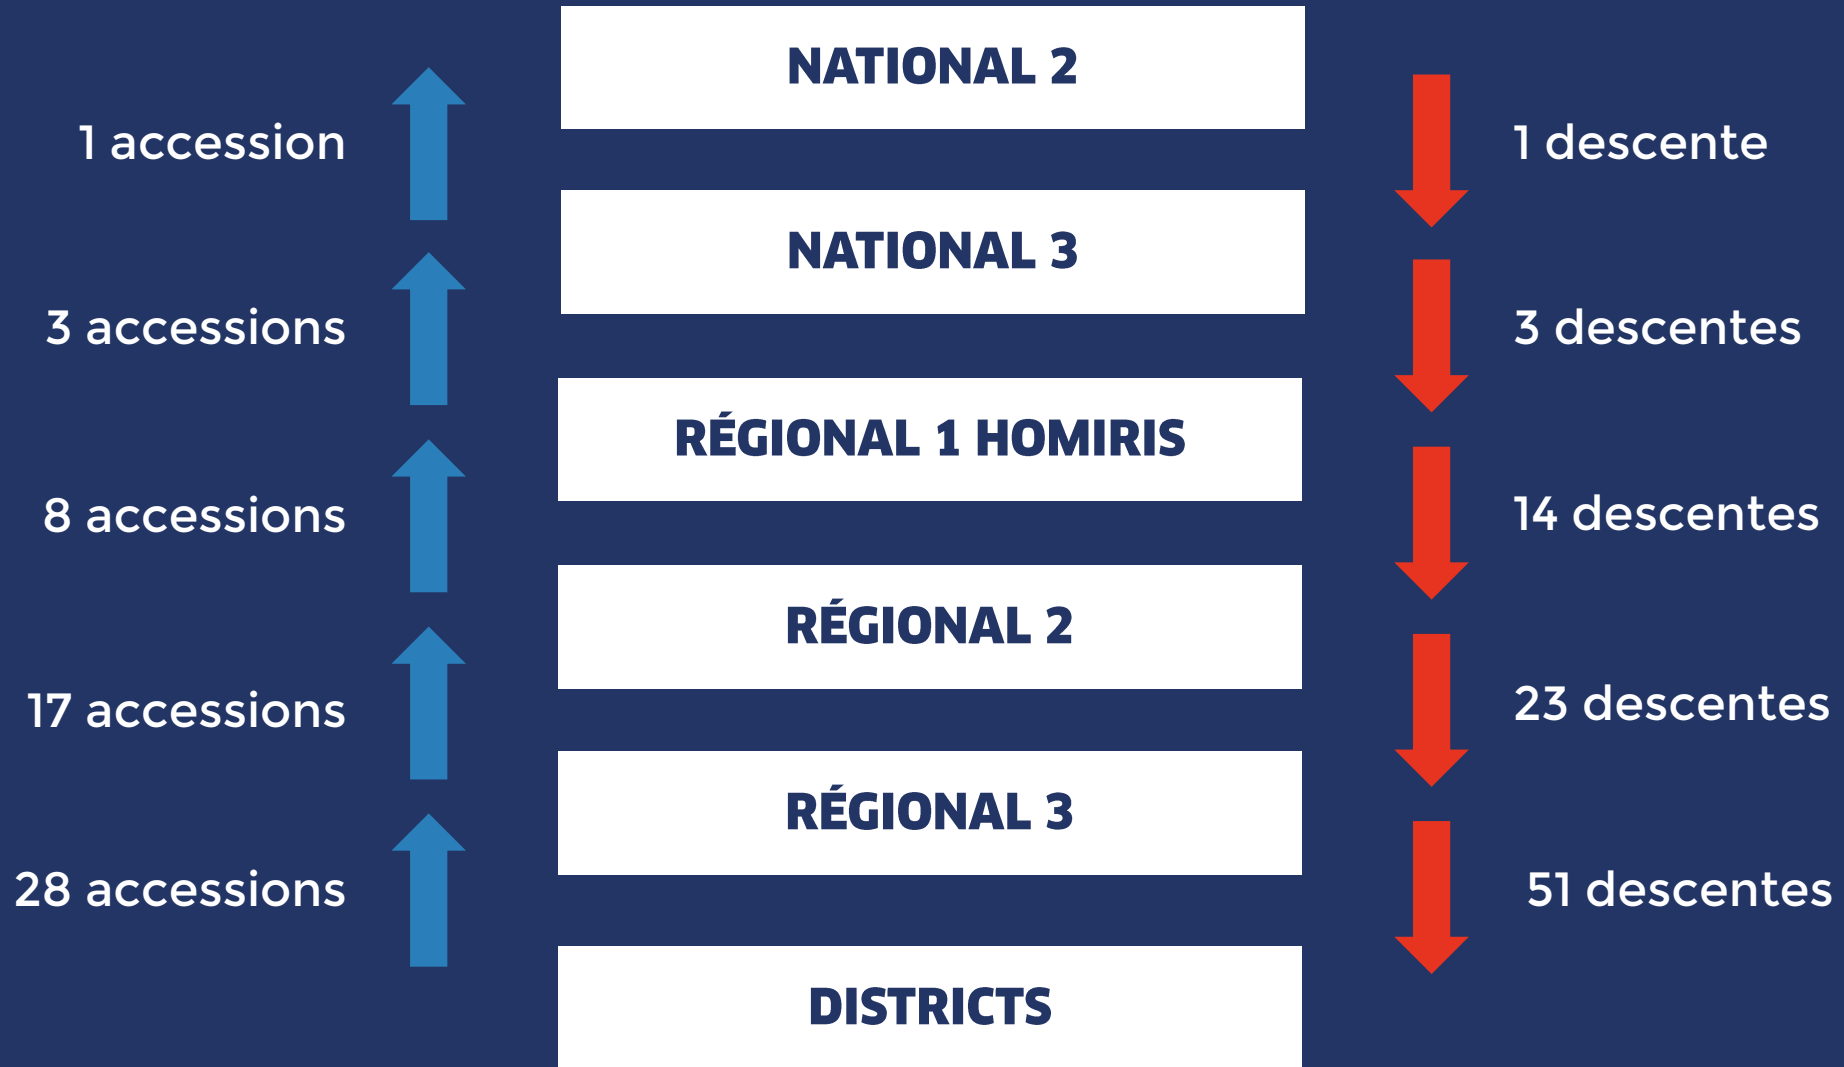 NATIONAL 2
1 accession
1 descente
NATIONAL 3
3 accessions
3 descentes
RÉGIONAL 1 HOMIRIS
8 accessions
14 descentes
RÉGIONAL 2
17 accessions
23 descentes
RÉGIONAL 3
28 accessions
51 descentes
DISTRICTS